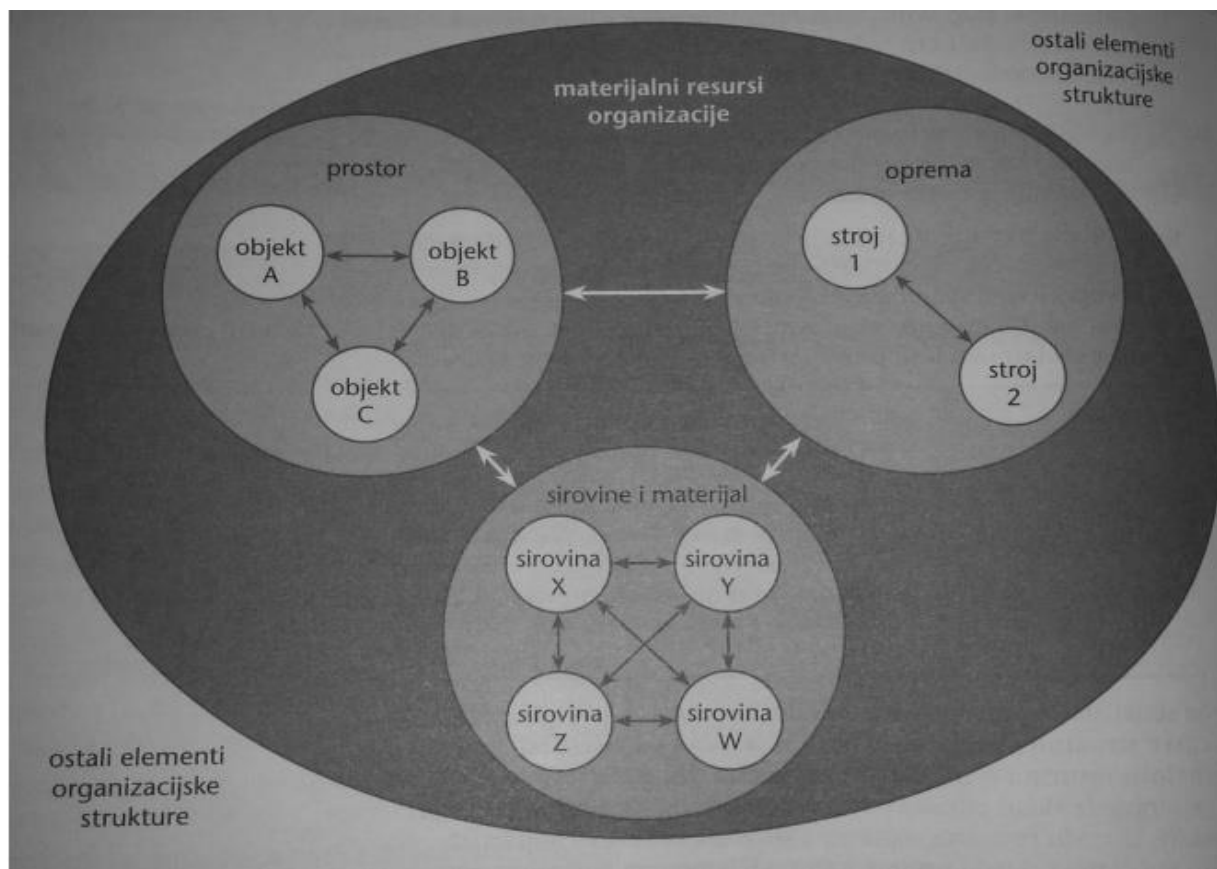 ostali elementi
organizacijske
strukture
materijalni resursi
organizacije
prostor
objekt
A
objekt
B
objekt
C
oprema
stroj
1
stroj
2
sirovine i materijal
sirovina
X
sirovina
Y
sirovina
Z
sirovina
W
ostali elementi
organizacijske
strukture